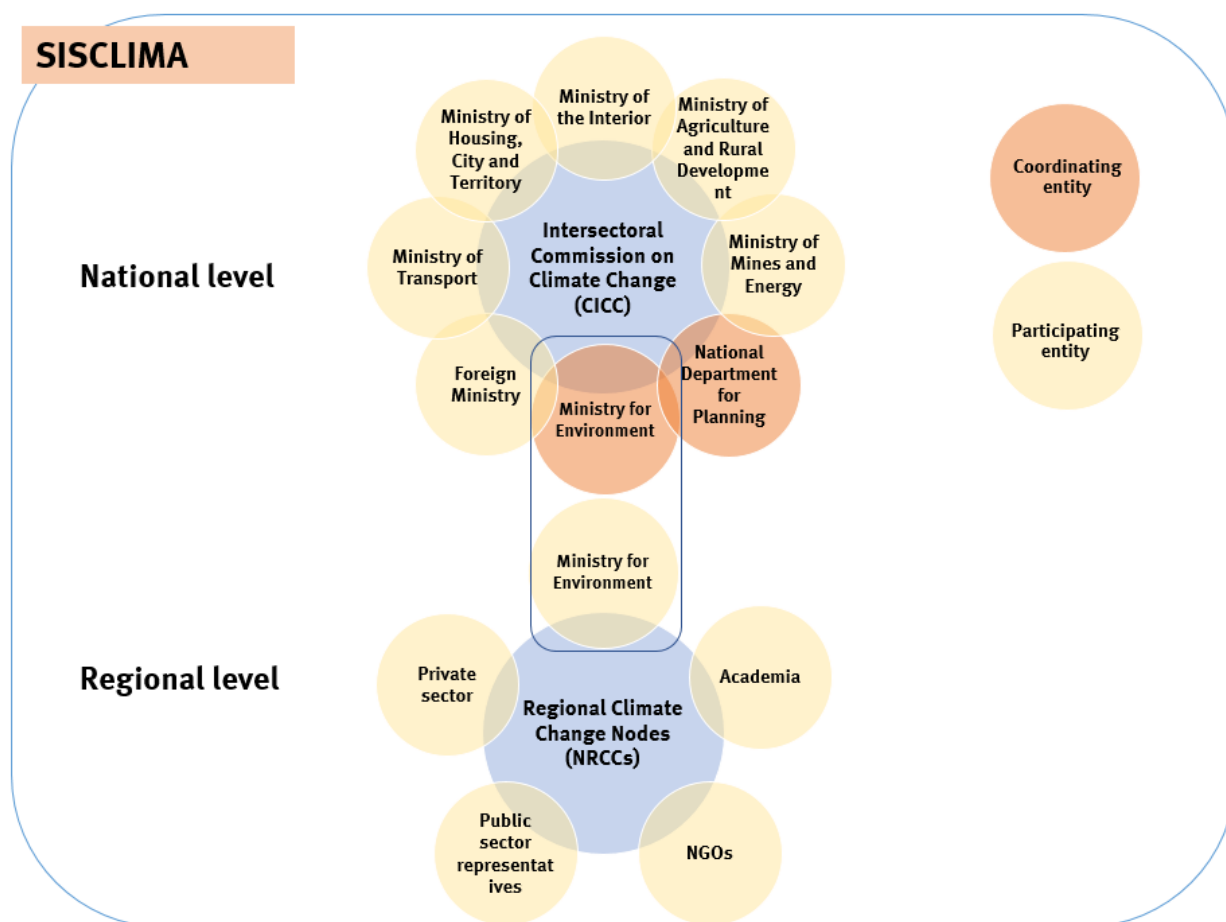 SISCLIMA
Ministry of
the Interior
Ministry of
Housing,
City and
Territory
Ministry of
Agriculture
and Rural
Developme
nt
Coordinating
entity
National level
Ministry of
Transport
Intersectoral
Commission on
Climate Change
(CICC)
Ministry of
Mines and
Energy
Participating
entity
Foreign
Ministry
Ministry for
Environment
National
Department
for
Planning
Ministry for
Environment
Regional level
Private
sector
Academia
Regional Climate
Change Nodes
(NRCCs)
Public
sector
representat
ives
NGOs